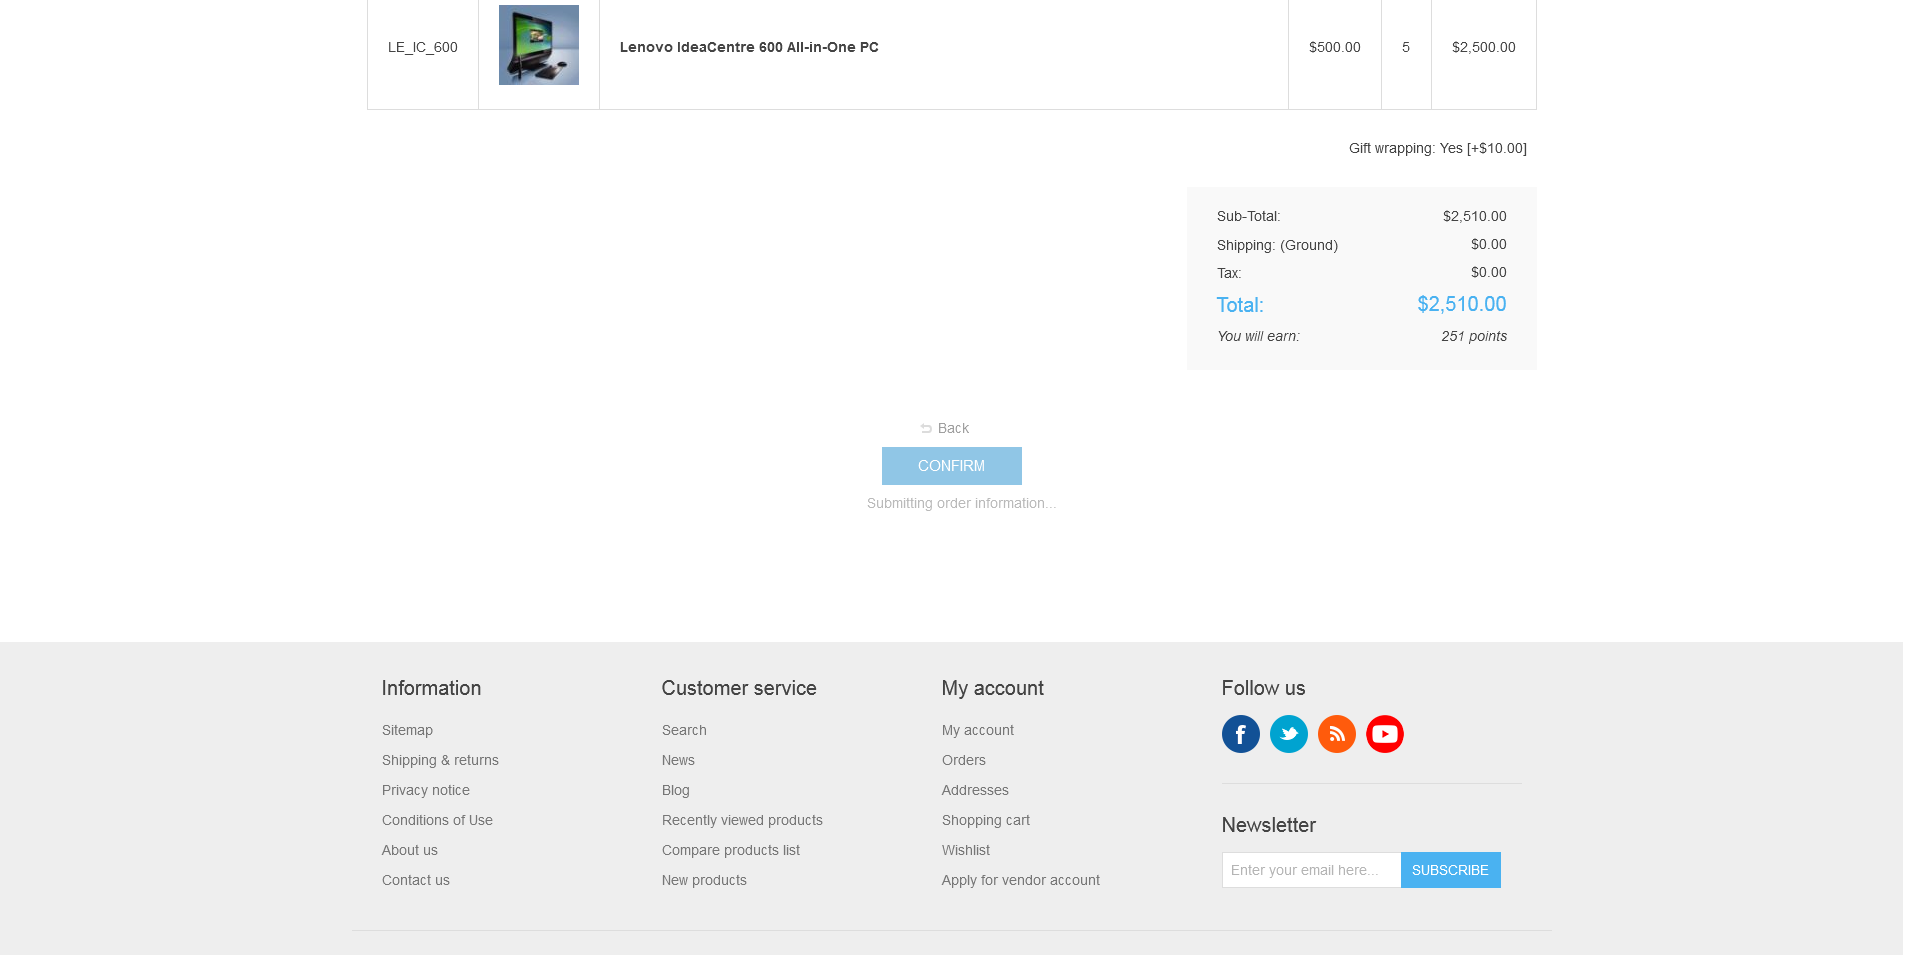 LE_IC_600 Lenovo IdeaCentre 600 All-in-One PC $500.00 5 $2,500.00
Gift wrapping: Yes [+$10.00]
Sub-Total: $2,510.00
Shipping: (Ground) $0.00
Tax: $0.00
Total: $2,510.00
You will earn: 251 points
Back
CONFIRM
Submitting order information...
Information
Sitemap
Shipping & returns
Privacy notice
Conditions of Use
About us
Contact us
Customer service
Search
News
Blog
Recently viewed products
Compare products list
New products
My account
My account
Orders
Addresses
Shopping cart
Wishlist
Apply for vendor account
Follow us
Newsletter
Enter your email here... SUBSCRIBE